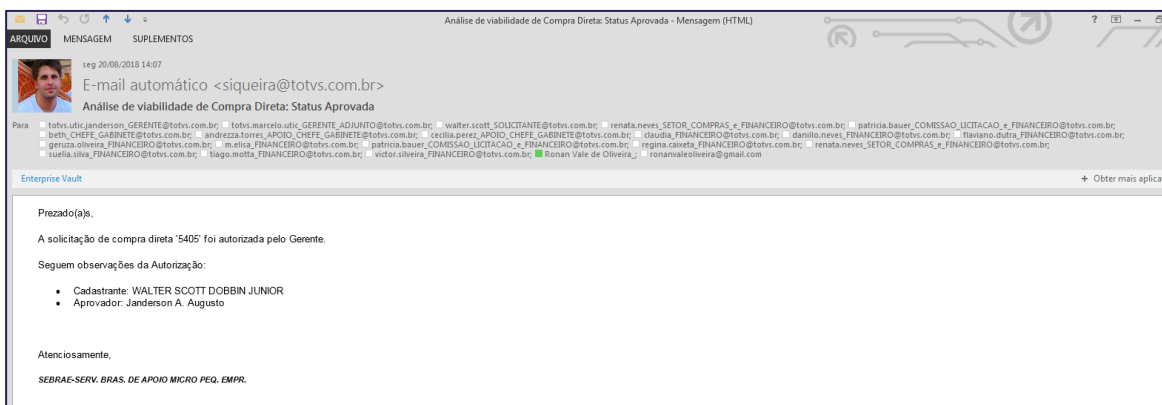 Análise de viabilidade de Compra Direta: Status Aprovada - Mensagem (HTML)
ARQUIVO MENSAGEM SUPLEMENTOS
seg 20/08/2018 14:07
E-mail automático <siqueira@totvs.com.br>
Análise de viabilidade de Compra Direta: Status Aprovada
Para totvs.utic.janderson_GERENTE@totvs.com.br; totvs.marcelo.utic_GERENTE_ADJUNTO@totvs.com.br; walter.scott_SOLICITANTE@totvs.com.br; renata.neves_SETOR_COMPRAS_e_FINANCEIRO@totvs.com.br; patricia.bauer_COMISSAO_LICITACAO_e_FINANCEIRO@totvs.com.br;
beth_CHEFE_GABINETE@totvs.com.br; andrezza.torres_APOIO_CHEFE_GABINETE@totvs.com.br; cecilia.perez_APOIO_CHEFE_GABINETE@totvs.com.br; claudia_FINANCEIRO@totvs.com.br; danillo.neves_FINANCEIRO@totvs.com.br; flaviano.dutra_FINANCEIRO@totvs.com.br;
geruza.oliveira_FINANCEIRO@totvs.com.br; m.elisa_FINANCEIRO@totvs.com.br; patricia.bauer_COMISSAO_LICITACAO_e_FINANCEIRO@totvs.com.br; regina.caixeta_FINANCEIRO@totvs.com.br; renata.neves_SETOR_COMPRAS_e_FINANCEIRO@totvs.com.br;
suelia.silva_FINANCEIRO@totvs.com.br; tiago.motta_FINANCEIRO@totvs.com.br; victor.silveira_FINANCEIRO@totvs.com.br; Ronan Vale de Oliveira_; ronanvaleoliveira@gmail.com
Enterprise Vault + Obter mais aplica
Prezado(a)s,
A solicitação de compra direta '5405' foi autorizada pelo Gerente.
Seguem observações da Autorização:
• Cadastrante: WALTER SCOTT DOBBIN JUNIOR
• Aprovador: Janderson A. Augusto
Atenciosamente,
SEBRAE-SERV. BRAS. DE APOIO MICRO PEQ. EMPR.